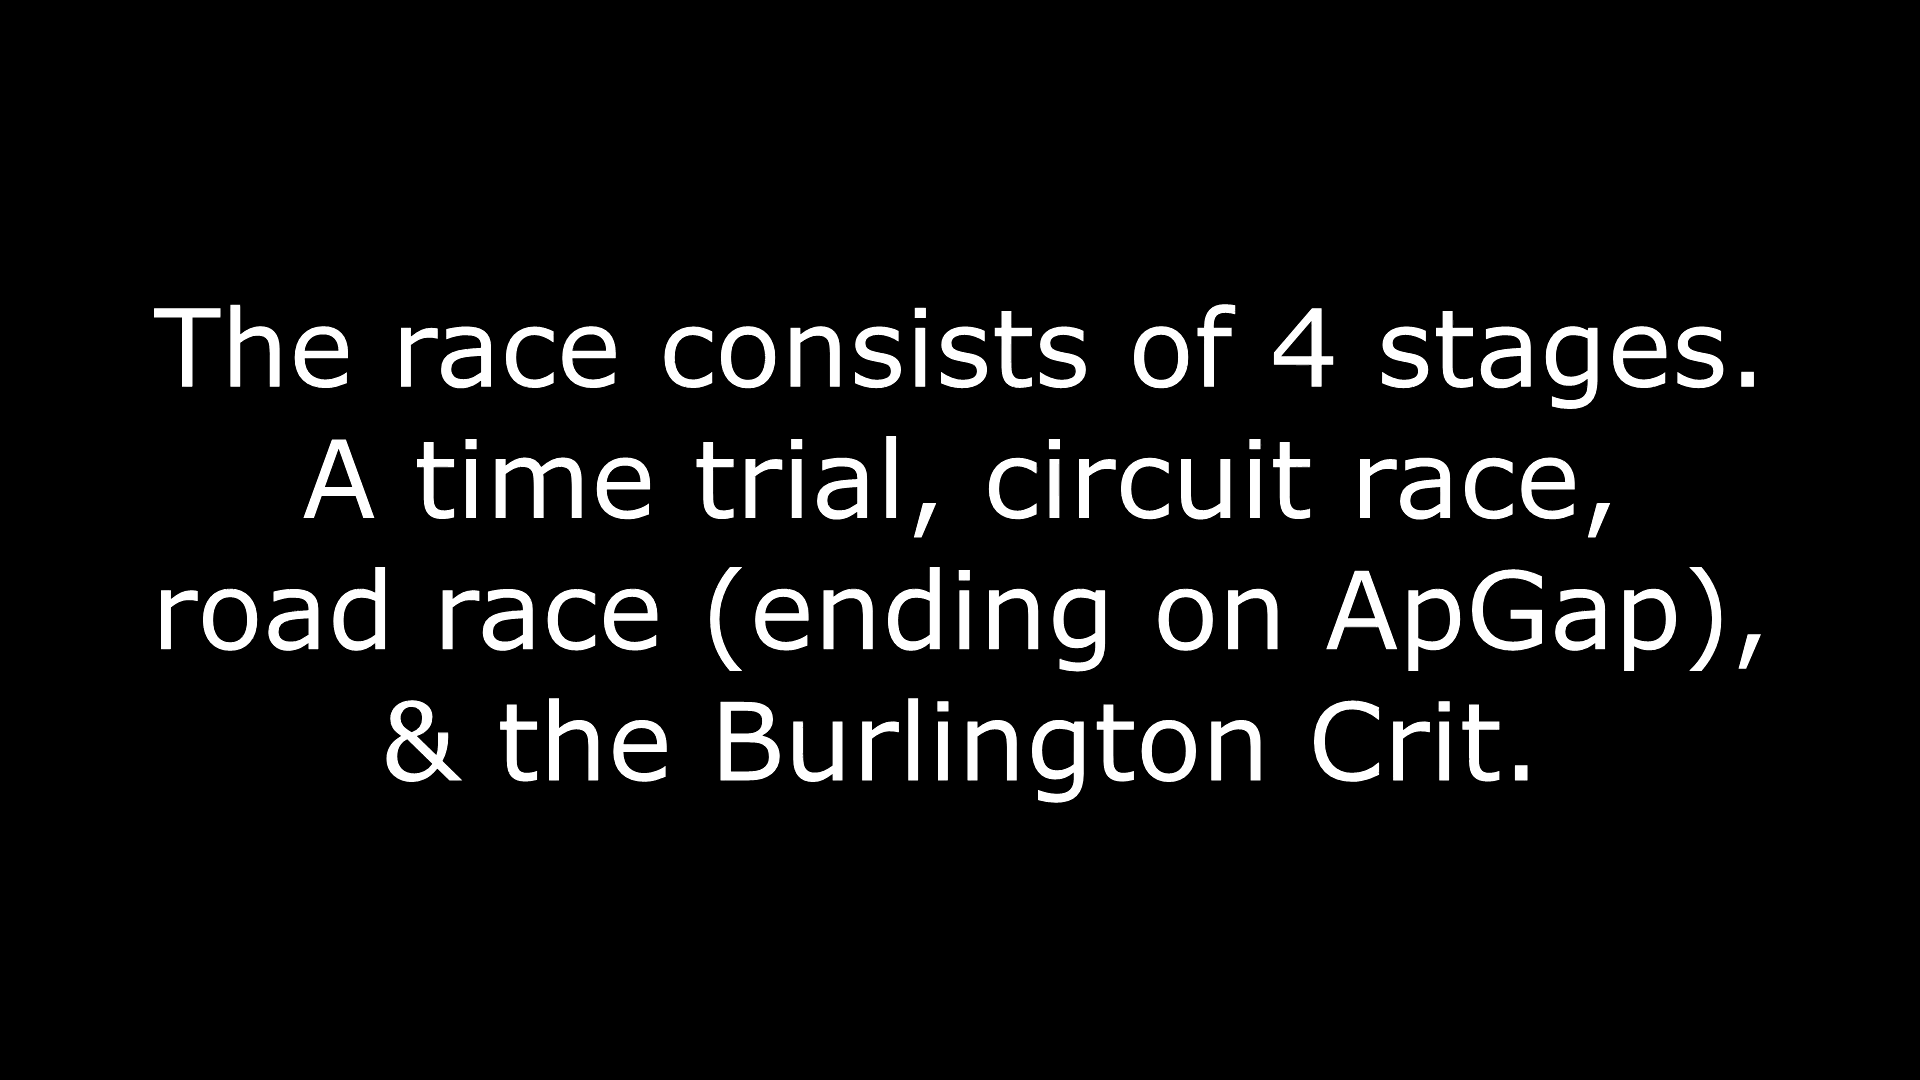 The race consists of 4 stages.
A time trial, circuit race,
road race (ending on ApGap),
& the Burlington Crit.